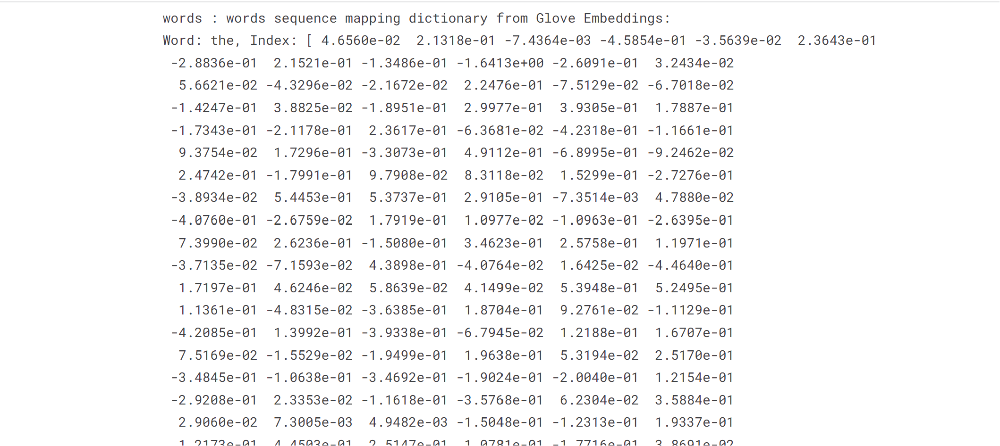 words : words sequence mapping dictionary from Glove Embeddings:
Word: the, Index: [ 4.6560e-02  2.1318e-01 -7.4364e-03 -4.5854e-01 -3.5639e-02  2.3643e-01
 -2.8836e-01  2.1521e-01 -1.3486e-01 -1.6413e+00 -2.6091e-01  3.2434e-02
  5.6621e-02 -4.3296e-02 -2.1672e-02  2.2476e-01 -7.5129e-02 -6.7018e-02
 -1.4247e-01  3.8825e-02 -1.8951e-01  2.9977e-01  3.9305e-01  1.7887e-01
 -1.7343e-01 -2.1178e-01  2.3617e-01 -6.3681e-02 -4.2318e-01 -1.1661e-01
  9.3754e-02  1.7296e-01 -3.3073e-01  4.9112e-01 -6.8995e-01 -9.2462e-02
  2.4742e-01 -1.7991e-01  9.7908e-02  8.3118e-02  1.5299e-01 -2.7276e-01
 -3.8934e-02  5.4453e-01  5.3737e-01  2.9105e-01 -7.3514e-03  4.7880e-02
 -4.0760e-01 -2.6759e-02  1.7919e-01  1.0977e-02 -1.0963e-01 -2.6395e-01
  7.3990e-02  2.6236e-01 -1.5080e-01  3.4623e-01  2.5758e-01  1.1971e-01
 -3.7135e-02 -7.1593e-02  4.3898e-01 -4.0764e-02  1.6425e-02 -4.4640e-01
  1.7197e-01  4.6246e-02  5.8639e-02  4.1499e-02  5.3948e-01  5.2495e-01
  1.1361e-01 -4.8315e-02 -3.6385e-01  1.8704e-01  9.2761e-02 -1.1129e-01
 -4.2085e-01  1.3992e-01 -3.9338e-01 -6.7945e-02  1.2188e-01  1.6707e-01
  7.5169e-02 -1.5529e-02 -1.9499e-01  1.9638e-01  5.3194e-02  2.5170e-01
 -3.4845e-01 -1.0638e-01 -3.4692e-01 -1.9024e-01 -2.0040e-01  1.2154e-01
 -2.9208e-01  2.3353e-02 -1.1618e-01 -3.5768e-01  6.2304e-02  3.5884e-01
  2.9060e-02  7.3005e-03  4.9482e-03 -1.5048e-01 -1.2313e-01  1.9337e-01
  1.2173e-01  4.4503e-01  2.5147e-01  1.0781e-01 -1.7716e-01  3.8691e-02